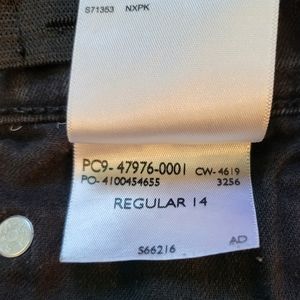 S71353 NXPK
PC9-47976-0001 CW-4619
PO-4100454655 3256
REGULAR 14
S66216 AD